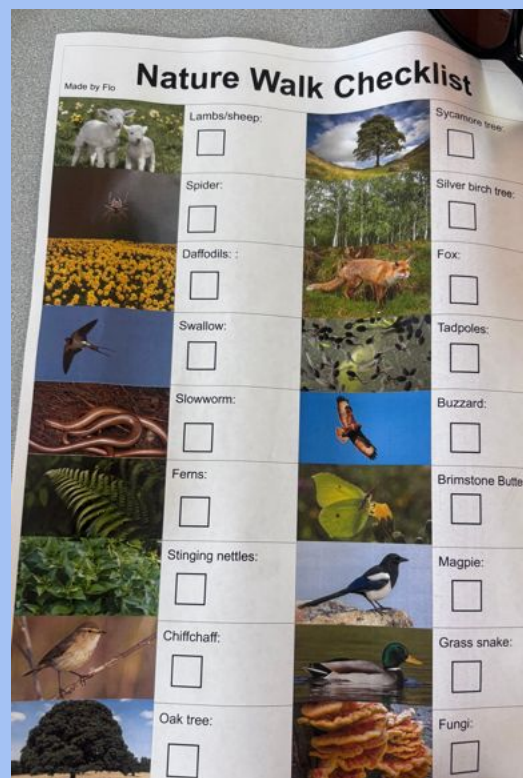 Made by Flo
Nature Walk Checklist
Lambs/sheep:
Sycamore tree:
Spider:
Silver birch tree:
Daffodils: :
Fox:
Swallow:
Tadpoles:
Slowworm:
Buzzard:
Ferns:
Brimstone Butte
Stinging nettles:
Magpie:
Chiffchaff:
Grass snake:
Oak tree:
Fungi: